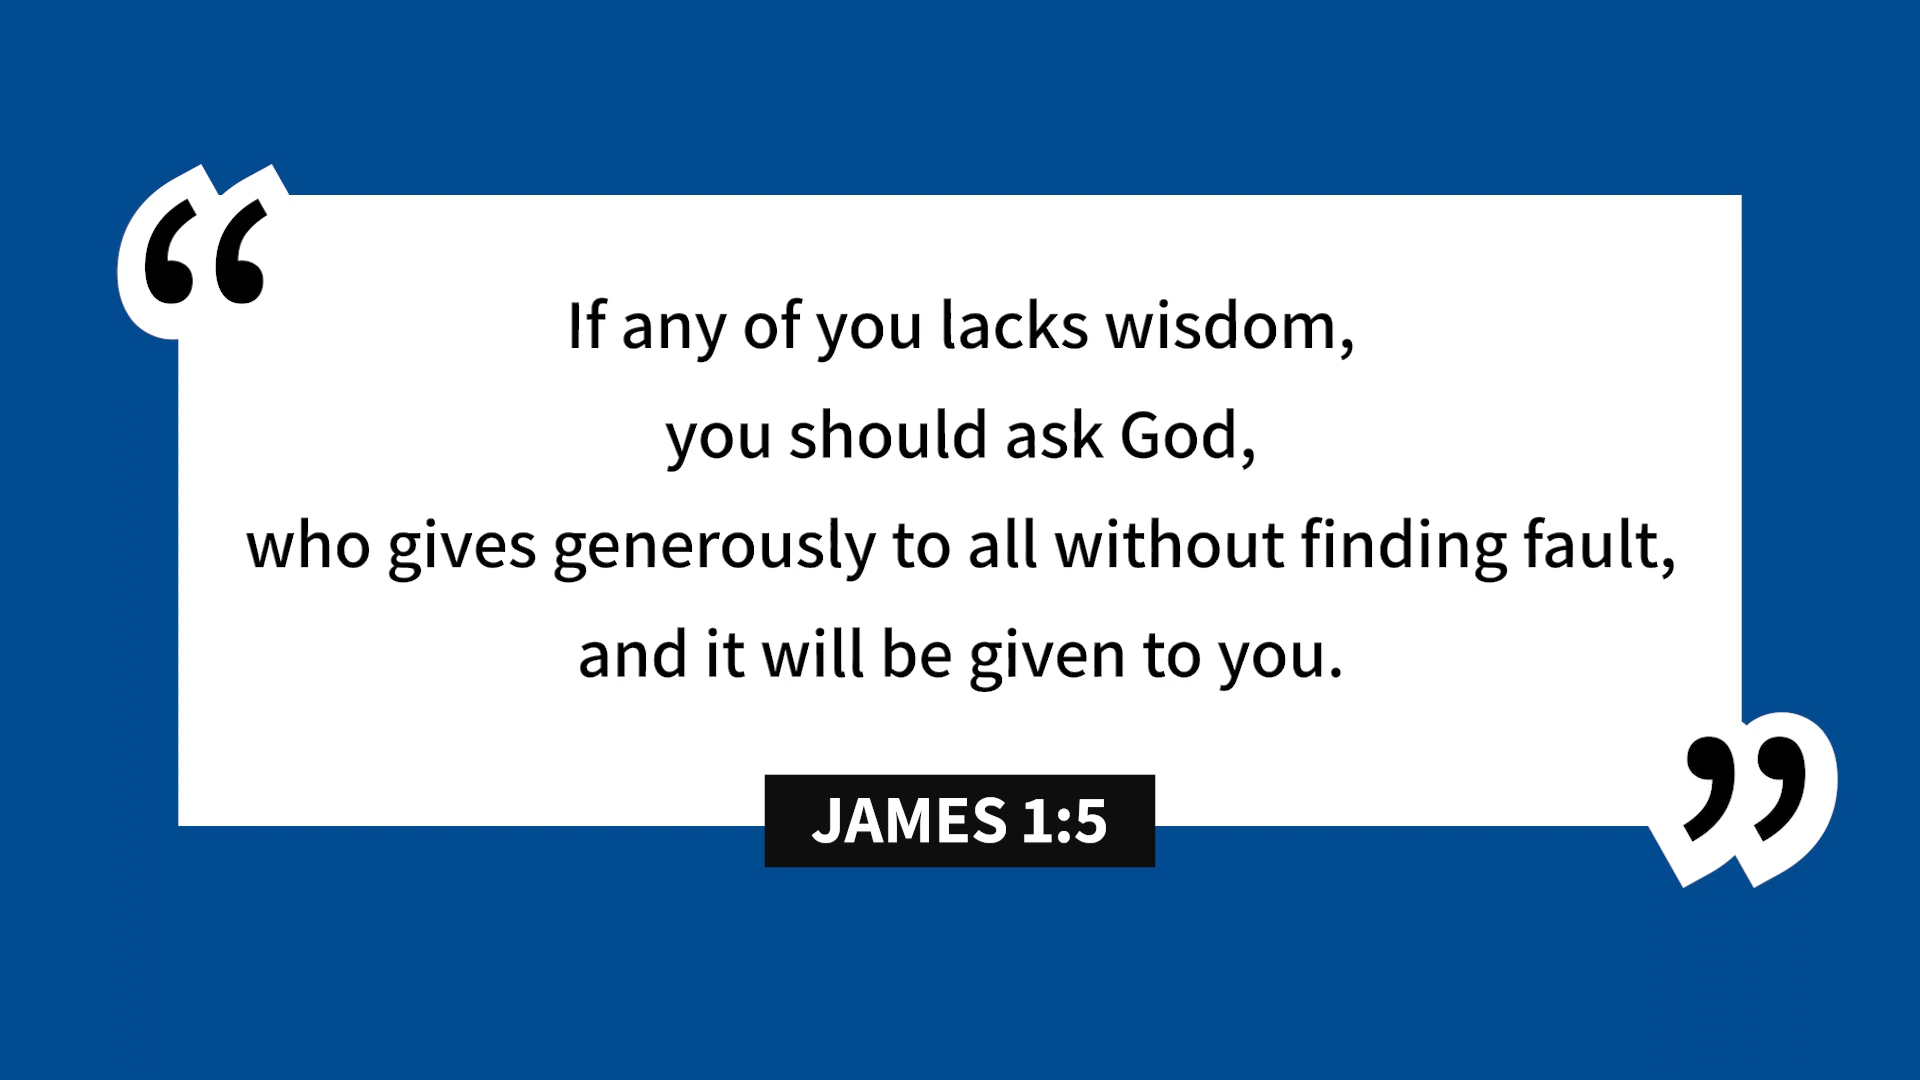 “
If any of you lacks wisdom,
you should ask God,
who gives generously to all without finding fault,
and it will be given to you.
”
JAMES 1:5